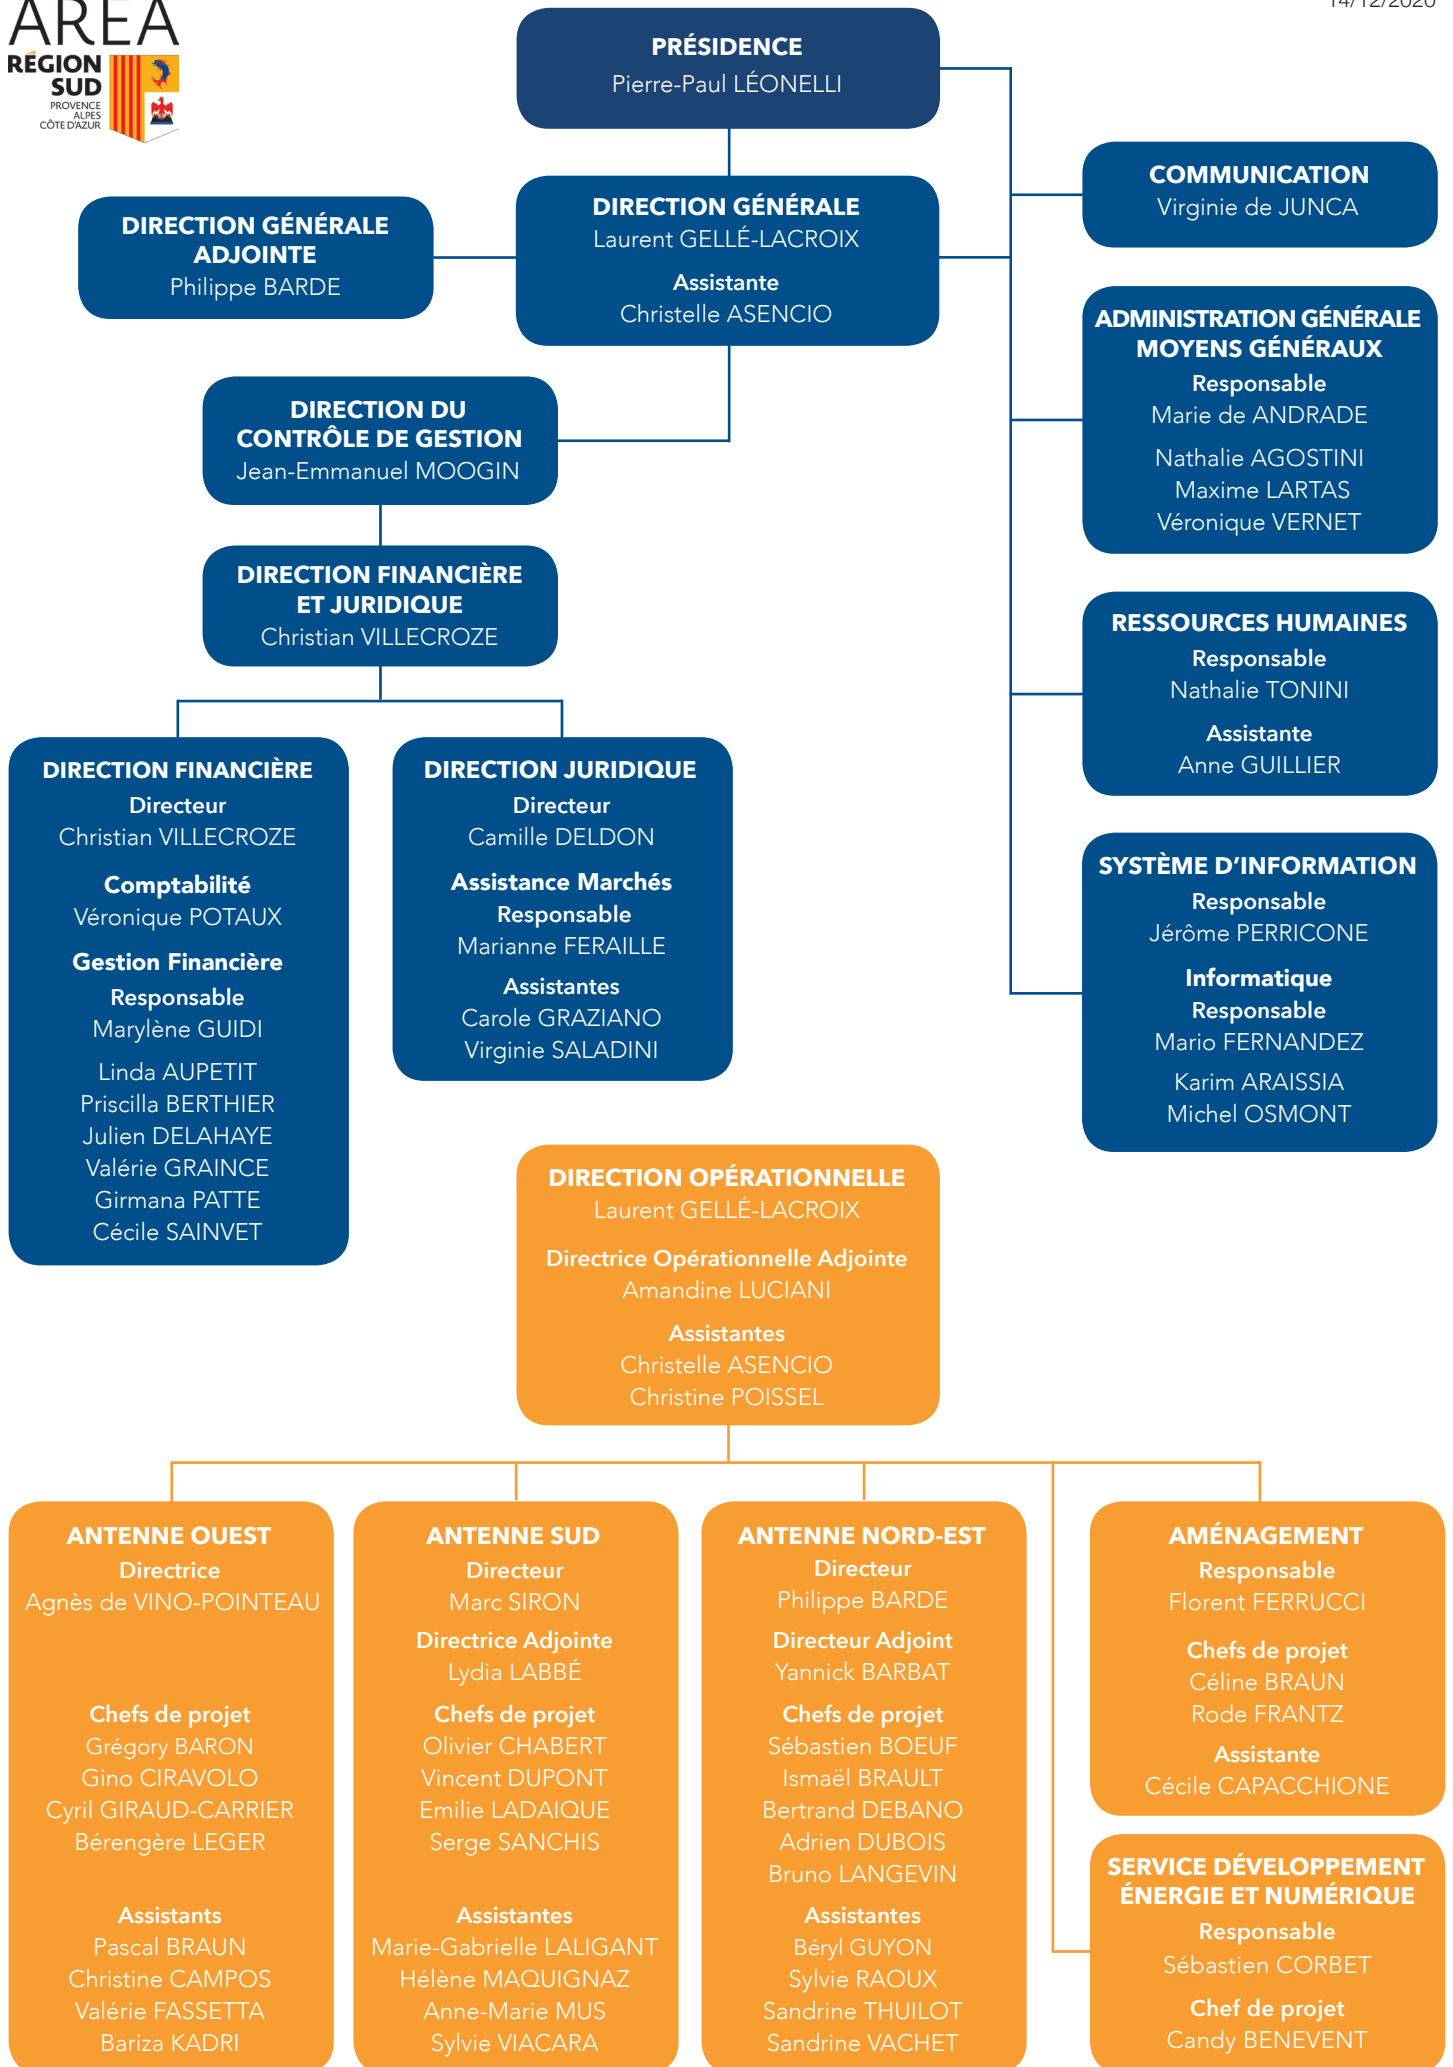 AREA
RÉGION
SUD
PROVENCE
ALPES
CÔTE D'AZUR
14/12/2020
PRÉSIDENCE
Pierre-Paul LÉONELLI
COMMUNICATION
Virginie de JUNCA
DIRECTION GÉNÉRALE
Laurent GELLÉ-LACROIX
Assistante
Christelle ASENCIO
DIRECTION GÉNÉRALE
ADJOINTE
Philippe BARDE
ADMINISTRATION GÉNÉRALE
MOYENS GÉNÉRAUX
Responsable
Marie de ANDRADE
Nathalie AGOSTINI
Maxime LARTAS
Véronique VERNET
DIRECTION DU
CONTRÔLE DE GESTION
Jean-Emmanuel MOOGIN
DIRECTION FINANCIÈRE
ET JURIDIQUE
Christian VILLECROZE
RESSOURCES HUMAINES
Responsable
Nathalie TONINI
Assistante
Anne GUILLIER
DIRECTION FINANCIÈRE
Directeur
Christian VILLECROZE
Comptabilité
Véronique POTAUX
Gestion Financière
Responsable
Marylène GUIDI
Linda AUPETIT
Priscilla BERTHIER
Julien DELAHAYE
Valérie GRAINCE
Girmana PATTE
Cécile SAINVET
DIRECTION JURIDIQUE
Directeur
Camille DELDON
Assistance Marchés
Responsable
Marianne FERAILLE
Assistantes
Carole GRAZIANO
Virginie SALADINI
SYSTÈME D'INFORMATION
Responsable
Jérôme PERRICONE
Informatique
Responsable
Mario FERNANDEZ
Karim ARAISSIA
Michel OSMONT
DIRECTION OPÉRATIONNELLE
Laurent GELLÉ-LACROIX
Directrice Opérationnelle Adjointe
Amandine LUCIANI
Assistantes
Christelle ASENCIO
Christine POISSEL
ANTENNE OUEST
Directrice
Agnès de VINO-POINTEAU
Chefs de projet
Grégory BARON
Gino CIRAVOLO
Cyril GIRAUD-CARRIER
Bérengère LEGER
Assistants
Pascal BRAUN
Christine CAMPOS
Valérie FASSETTA
Bariza KADRI
ANTENNE SUD
Directeur
Marc SIRON
Directrice Adjointe
Lydia LABBÉ
Chefs de projet
Olivier CHABERT
Vincent DUPONT
Emilie LADAIQUE
Serge SANCHIS
Assistantes
Marie-Gabrielle LALIGANT
Hélène MAQUIGNAZ
Anne-Marie MUS
Sylvie VIACARA
ANTENNE NORD-EST
Directeur
Philippe BARDE
Directeur Adjoint
Yannick BARBAT
Chefs de projet
Sébastien BOEUF
Ismaël BRAULT
Bertrand DEBANO
Adrien DUBOIS
Bruno LANGEVIN
Assistantes
Béryl GUYON
Sylvie RAOUX
Sandrine THUILOT
Sandrine VACHET
AMÉNAGEMENT
Responsable
Florent FERRUCCI
Chefs de projet
Céline BRAUN
Rode FRANTZ
Assistante
Cécile CAPACCHIONE
SERVICE DÉVELOPPEMENT
ÉNERGIE ET NUMÉRIQUE
Responsable
Sébastien CORBET
Chef de projet
Candy BENEVENT